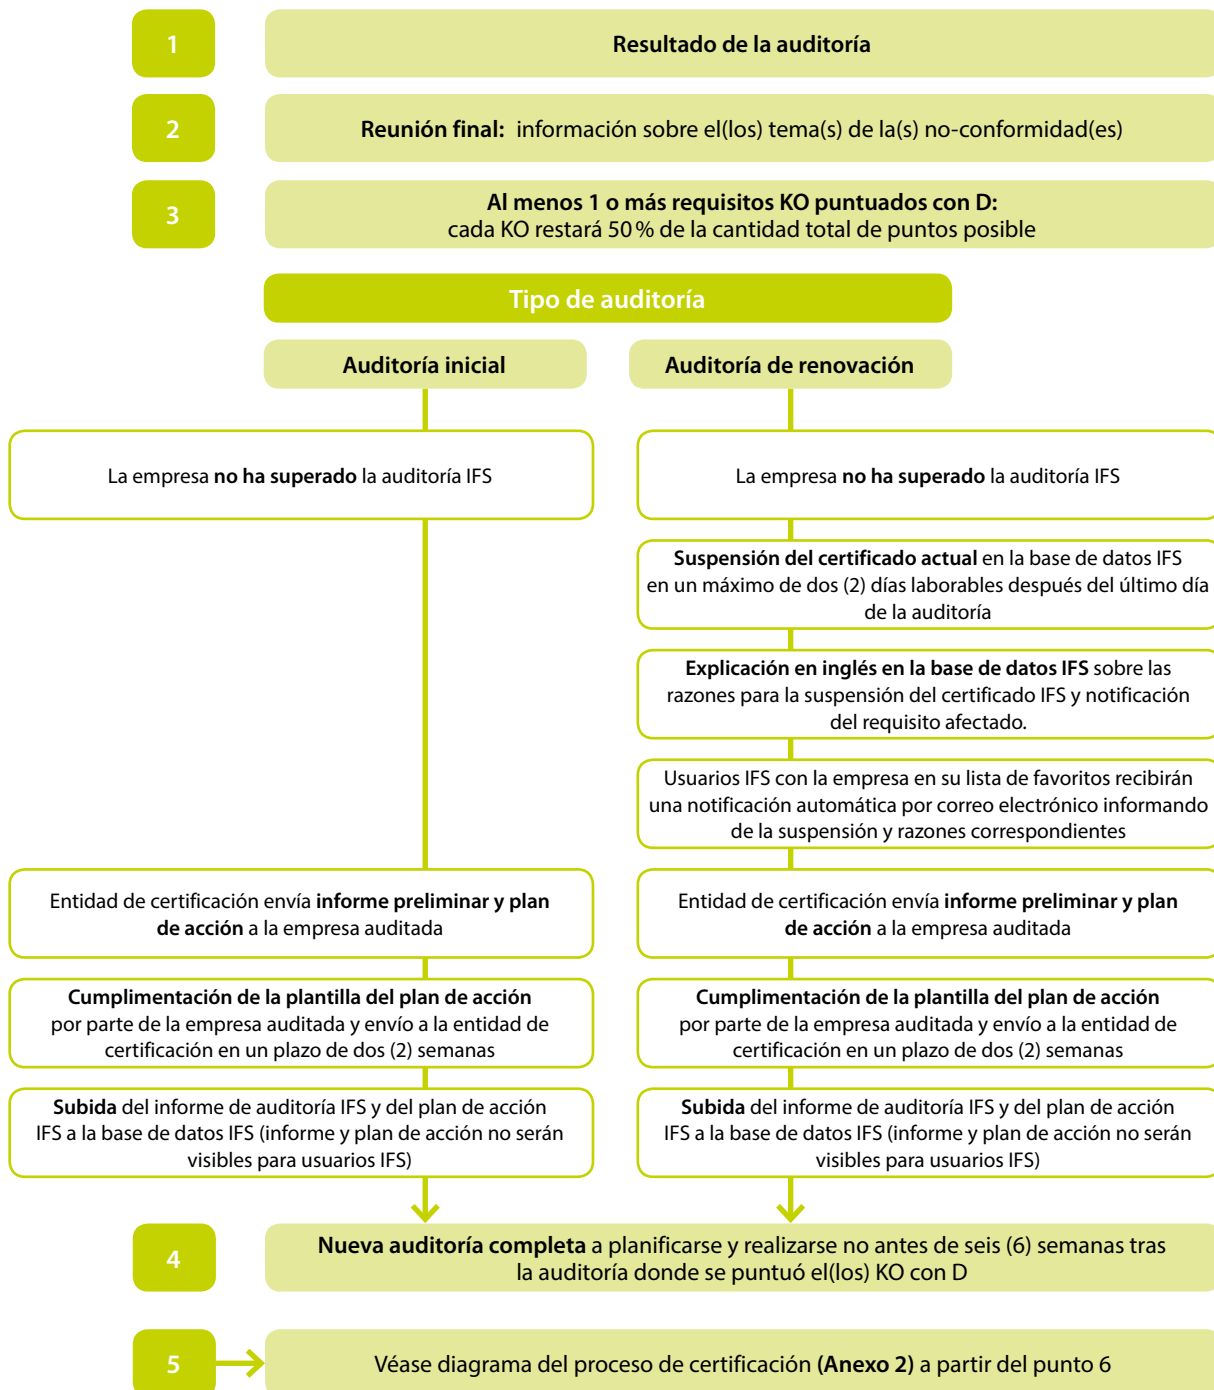 1
Resultado de la auditoría
2
Reunión final: información sobre el(los) tema(s) de la(s) no-conformidad(es)
3
Al menos 1 o más requisitos KO puntuados con D:
cada KO restará 50 % de la cantidad total de puntos posible
Tipo de auditoría
Auditoría inicial
La empresa no ha superado la auditoría IFS
Entidad de certificación envía informe preliminar y plan
de acción a la empresa auditada
Cumplimentación de la plantilla del plan de acción
por parte de la empresa auditada y envío a la entidad de
certificación en un plazo de dos (2) semanas
Subida del informe de auditoría IFS y del plan de acción
IFS a la base de datos IFS (informe y plan de acción no serán
visibles para usuarios IFS)
Auditoría de renovación
La empresa no ha superado la auditoría IFS
Suspensión del certificado actual en la base de datos IFS
en un máximo de dos (2) días laborables después del último día
de la auditoría
Explicación en inglés en la base de datos IFS sobre las
razones para la suspensión del certificado IFS y notificación
del requisito afectado.
Usuarios IFS con la empresa en su lista de favoritos recibirán
una notificación automática por correo electrónico informando
de la suspensión y razones correspondientes
Entidad de certificación envía informe preliminar y plan
de acción a la empresa auditada
Cumplimentación de la plantilla del plan de acción
por parte de la empresa auditada y envío a la entidad de
certificación en un plazo de dos (2) semanas
Subida del informe de auditoría IFS y del plan de acción
IFS a la base de datos IFS (informe y plan de acción no serán
visibles para usuarios IFS)
4
Nueva auditoría completa a planificarse y realizarse no antes de seis (6) semanas tras
la auditoría donde se puntuó el(los) KO con D
5
Véase diagrama del proceso de certificación (Anexo 2) a partir del punto 6